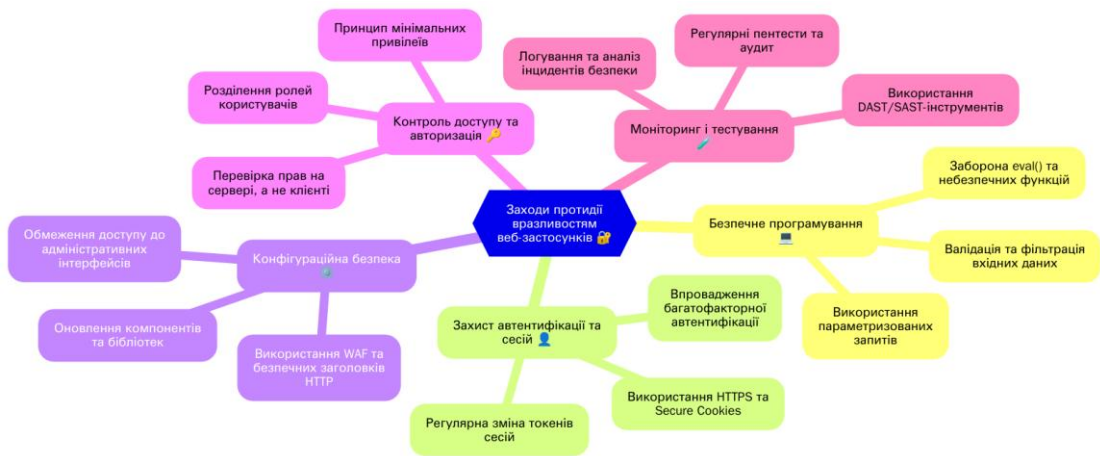 Принцип мінімальних
привілеїв
Розділення ролей
користувачів
Контроль доступу та
авторизація 🔑
Перевірка прав на
сервері, а не клієнті
Регулярні пентести та
аудит
Логування та аналіз
інцидентів безпеки
Використання
DAST/SAST-інструментів
Моніторинг і тестування
🧪
Заходи протидії
вразливостям
веб-застосунків 🔐
Заборона eval() та
небезпечних функцій
Безпечне програмування
💻
Валідація та фільтрація
вхідних даних
Використання
параметризованих
запитів
Обмеження доступу до
адміністративних
інтерфейсів
Конфігураційна безпека
⚙️
Оновлення компонентів
та бібліотек
Використання WAF та
безпечних заголовків
HTTP
Захист автентифікації та
сесій 👤
Впровадження
багатофакторної
автентифікації
Використання HTTPS та
Secure Cookies
Регулярна зміна токенів
сесій